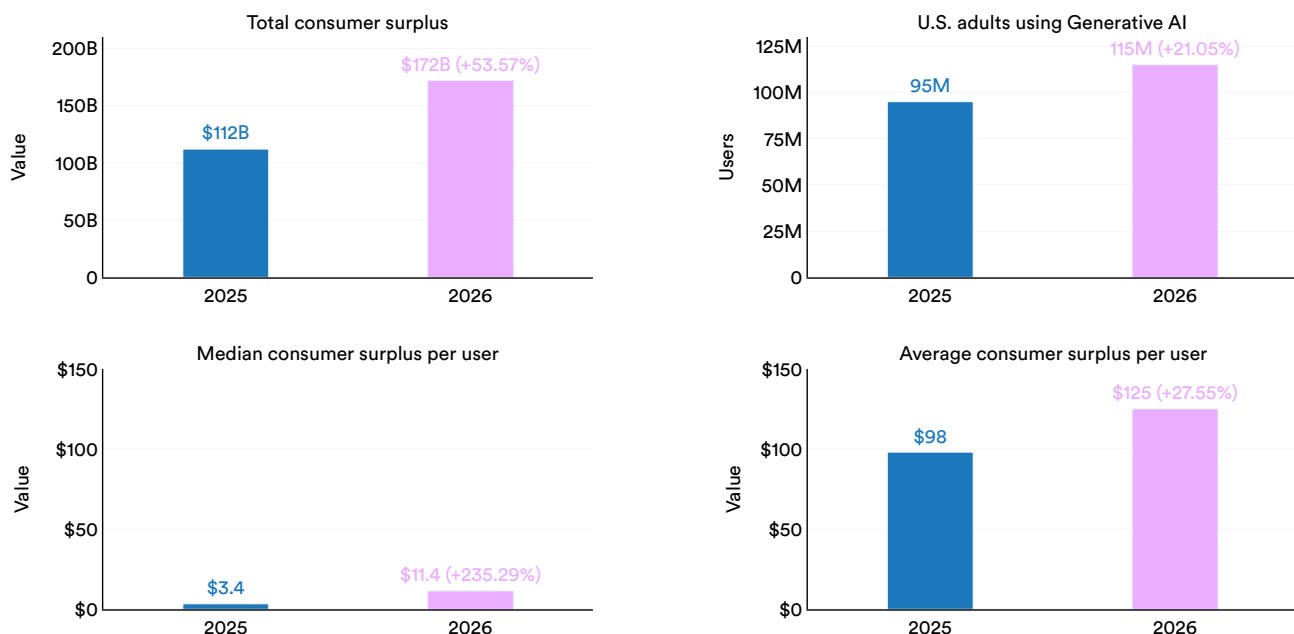 Total consumer surplus
200B
150B
100B
50B
0
Value
$112B
$172B (+53.57%)
2025
2026
U.S. adults using Generative AI
125M
100M
75M
50M
25M
0
Users
95M
115M (+21.05%)
2025
2026
Median consumer surplus per user
$150
$100
$50
$0
Value
$3.4
$11.4 (+235.29%)
2025
2026
Average consumer surplus per user
$150
$100
$50
$0
Value
$98
$125 (+27.55%)
2025
2026